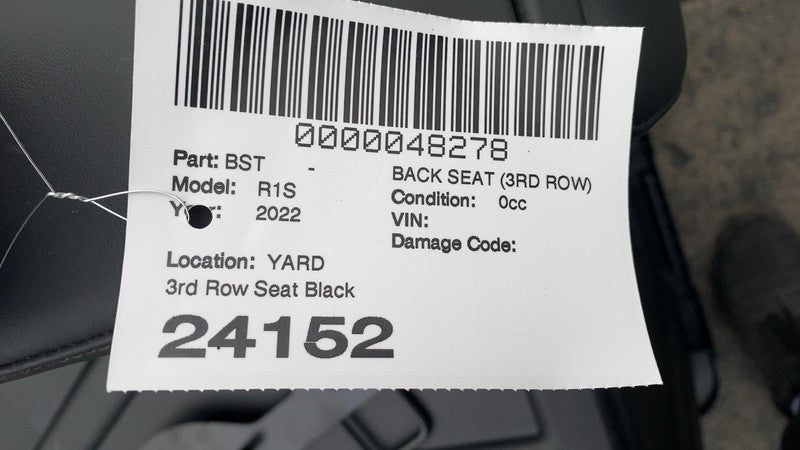 0000048278
Part: BST - BACK SEAT (3RD ROW)
Model: R1S Condition: 0cc
Year: 2022 VIN:
Damage Code:
Location: YARD
3rd Row Seat Black
24152